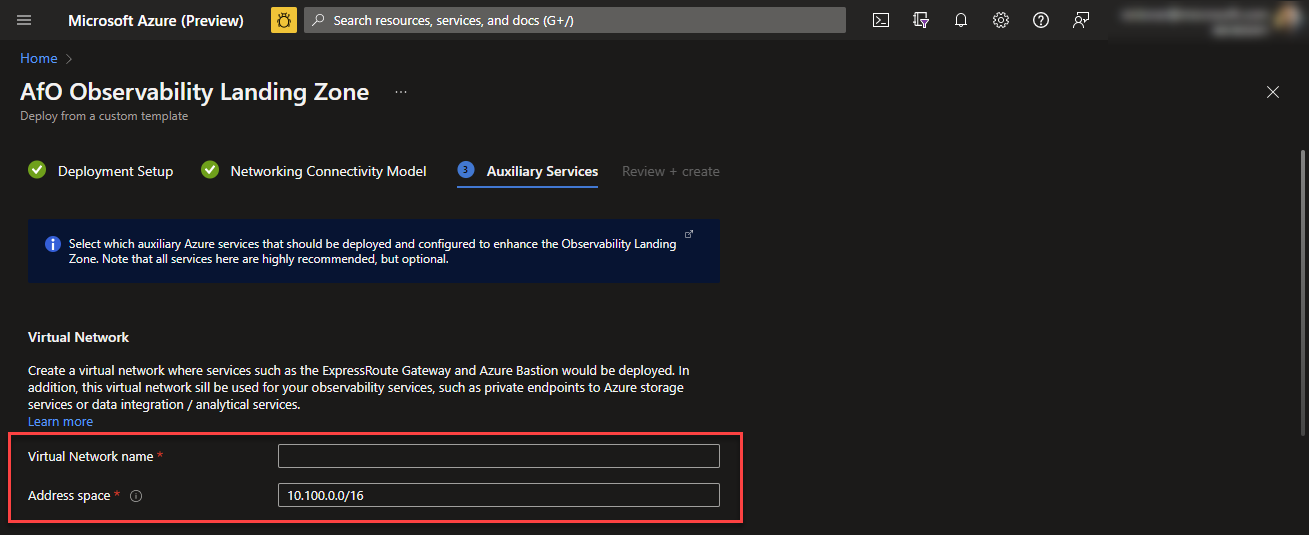 Microsoft Azure (Preview)
Search resources, services, and docs (G+/)
Home
AfO Observability Landing Zone
...
Deploy from a custom template
Deployment Setup
Networking Connectivity Model
3 Auxiliary Services
Review + create
Select which auxiliary Azure services that should be deployed and configured to enhance the Observability Landing
Zone. Note that all services here are highly recommended, but optional.
Virtual Network
Create a virtual network where services such as the ExpressRoute Gateway and Azure Bastion would be deployed. In
addition, this virtual network sill be used for your observability services, such as private endpoints to Azure storage
services or data integration / analytical services.
Learn more
Virtual Network name *
Address space *
10.100.0.0/16